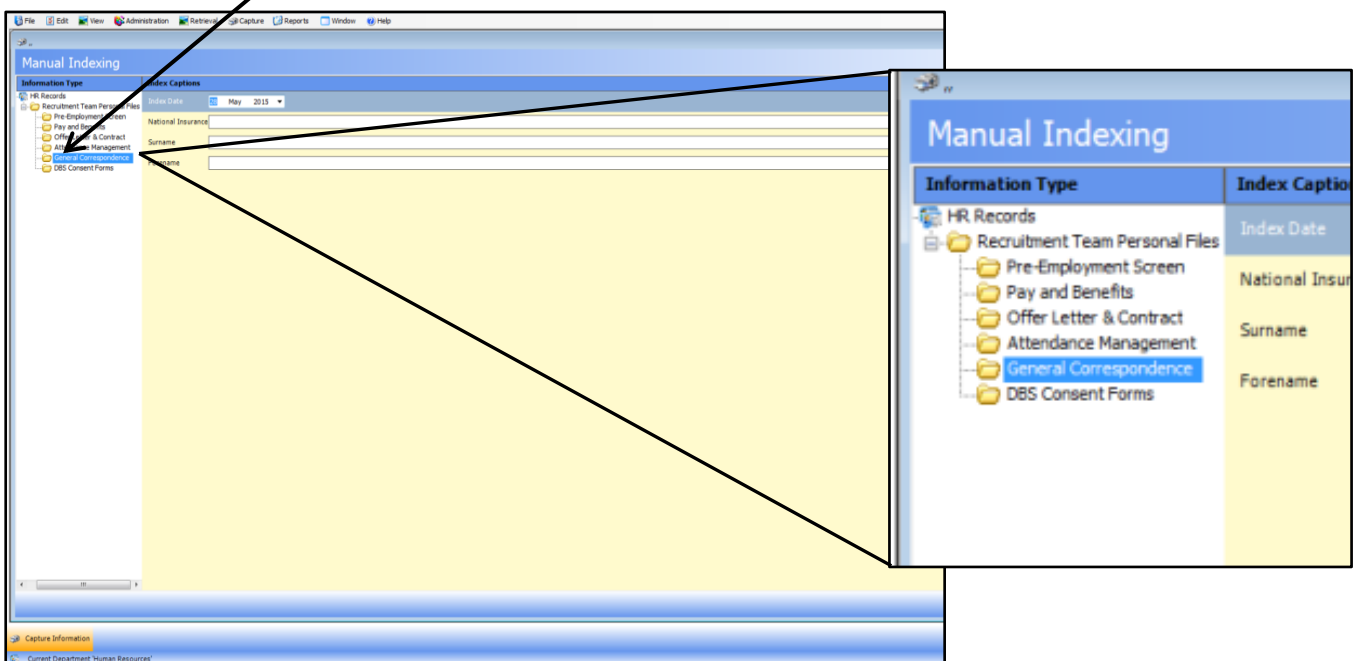 File Edit View Administration Retrieval Capture Reports Window Help
Manual Indexing
Information Type Index Captions
HR Records
Recruitment Team Personal Files
Pre-Employment Screen
Pay and Benefits
Offer Letter & Contract
Attendance Management
General Correspondence
DBS Consent Forms
Index Date May 2015
National Insurance
Surname
Forename
Capture Information
Current Department 'Human Resources'
Manual Indexing
Information Type Index Captio
HR Records
Recruitment Team Personal Files
Pre-Employment Screen
Pay and Benefits
Offer Letter & Contract
Attendance Management
General Correspondence
DBS Consent Forms
Index Date
National Insur
Surname
Forename